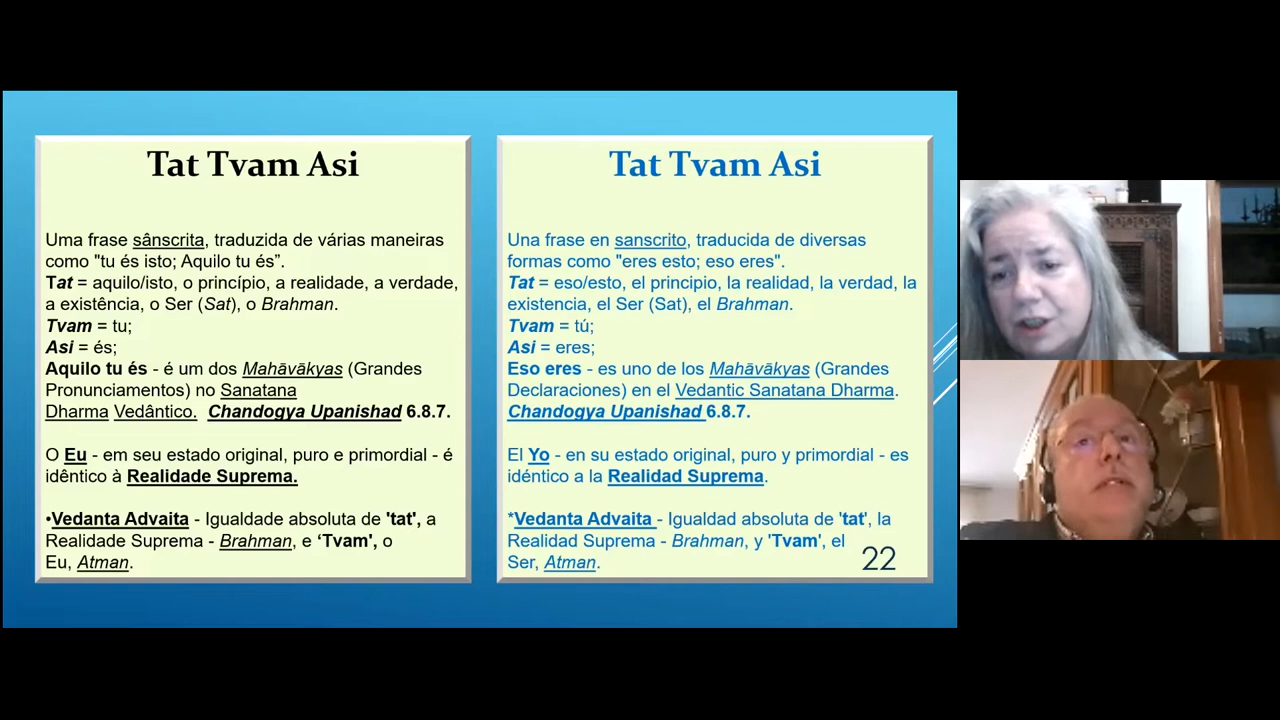 Tat Tvam Asi
Uma frase sânscrita, traduzida de várias maneiras
como "tu és isto; Aquilo tu és”.
Tat = aquilo/isto, o princípio, a realidade, a verdade,
a existência, o Ser (Sat), o Brahman.
Tvam = tu;
Asi = és;
Aquilo tu és - é um dos Mahāvākyas (Grandes
Pronunciamentos) no Sanatana
Dharma Vedântico. Chandogya Upanishad 6.8.7.
O Eu - em seu estado original, puro e primordial - é
idêntico à Realidade Suprema.
•Vedanta Advaita - Igualdade absoluta de 'tat', a
Realidade Suprema - Brahman, e ‘Tvam', o
Eu, Atman.
Tat Tvam Asi
Una frase en sanscrito, traducida de diversas
formas como "eres esto; eso eres".
Tat = eso/esto, el principio, la realidad, la verdad, la
existencia, el Ser (Sat), el Brahman.
Tvam = tú;
Asi = eres;
Eso eres - es uno de los Mahāvākyas (Grandes
Declaraciones) en el Vedantic Sanatana Dharma.
Chandogya Upanishad 6.8.7.
El Yo - en su estado original, puro y primordial - es
idéntico a la Realidad Suprema.
*Vedanta Advaita - Igualdad absoluta de 'tat', la
Realidad Suprema - Brahman, y 'Tvam', el
Ser, Atman.
22